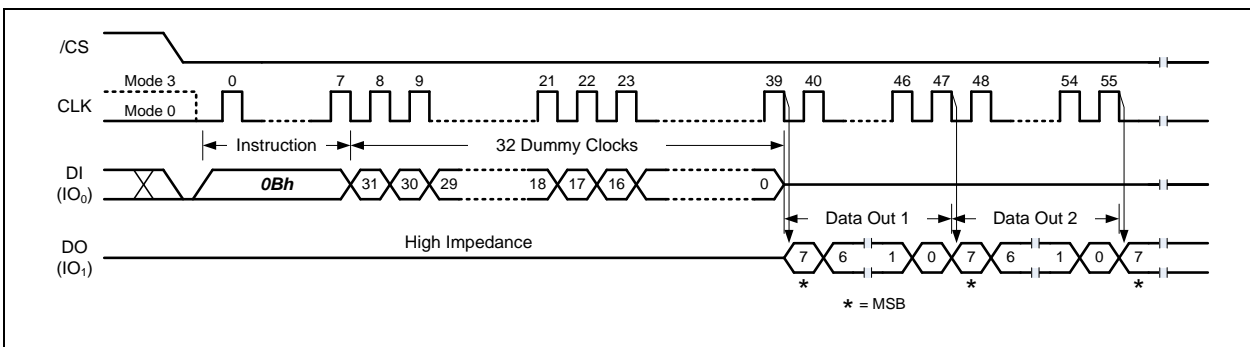 /CS
Mode 3 0 7 8 9 21 22 23 39 40 46 47 48 54 55
CLK
Mode 0
Instruction 32 Dummy Clocks
DI
(IO0)
0Bh 31 30 29 18 17 16 0
Data Out 1 Data Out 2
High Impedance
DO
(IO1)
7 6 1 0 7 6 1 0 7
* * *
* = MSB